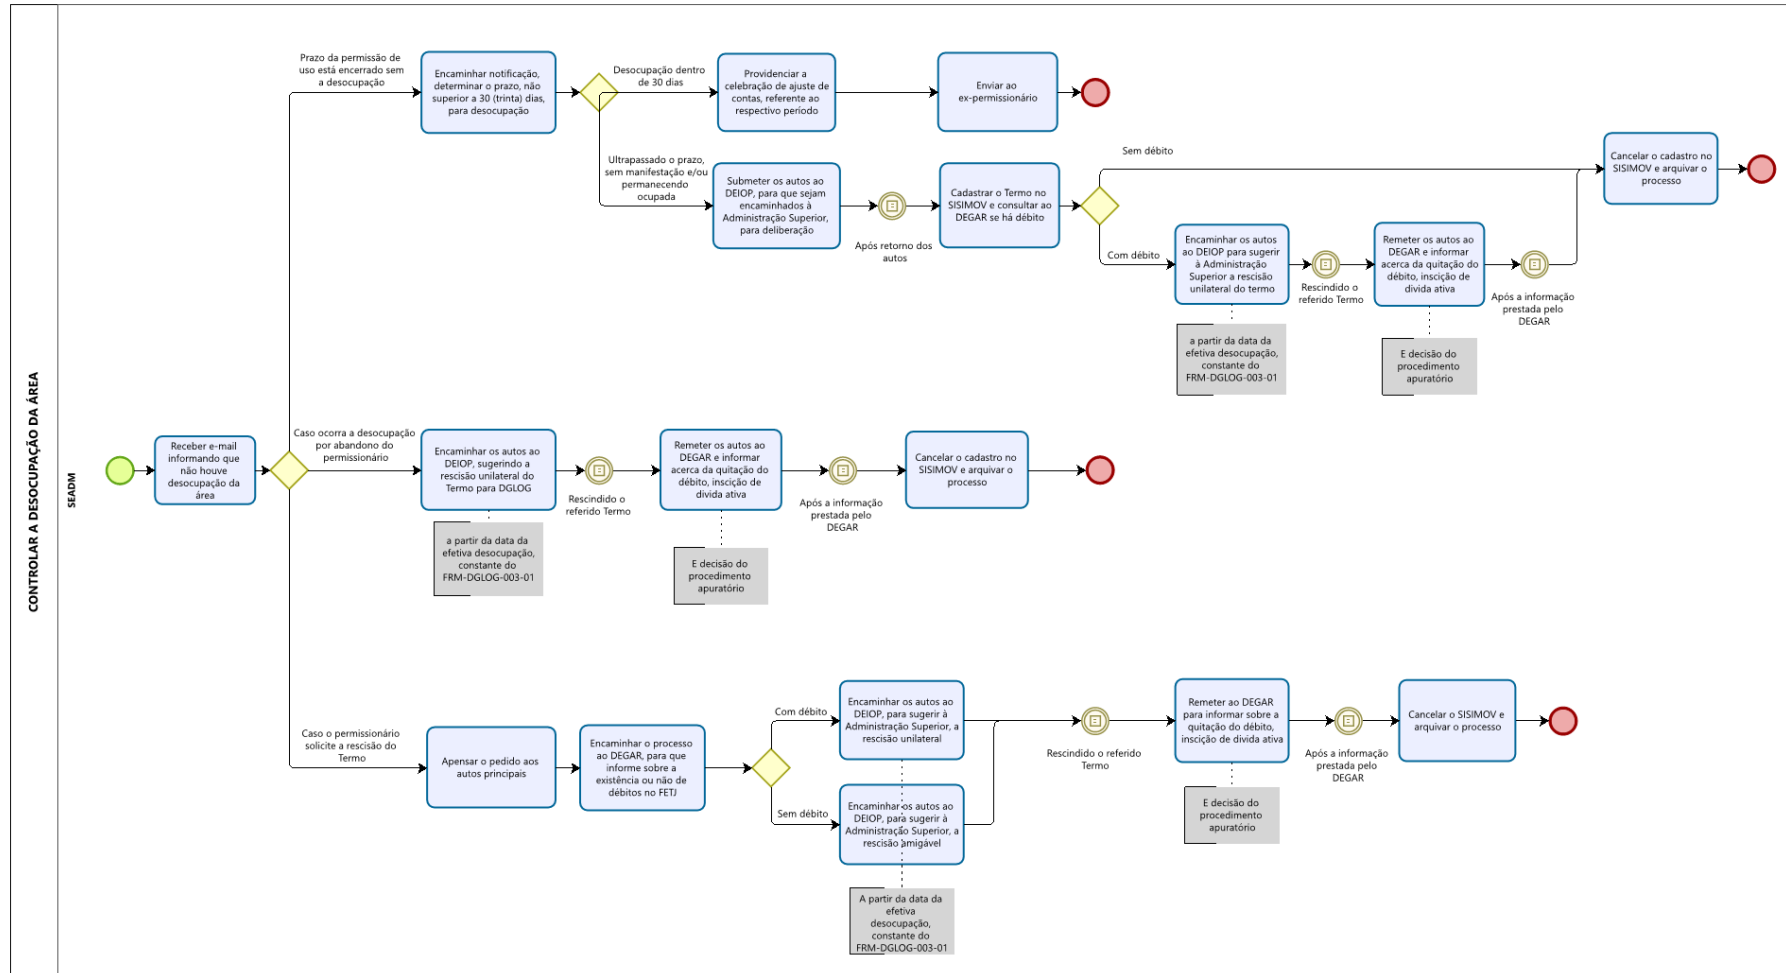 CONTROLAR A DESOCUPAÇÃO DA ÁREA
SEADM
Receber e-mail
informando que
não houve
desocupação da
área
Prazo da permissão de
uso está encerrado sem
a desocupação
Encaminhar notificação,
determinar o prazo, não
superior a 30 (trinta) dias,
para desocupação
Desocupação dentro
de 30 dias
Providenciar a
celebração de ajuste de
contas, referente ao
respectivo período
Enviar ao
ex-permissionário
Ultrapassado o prazo,
sem manifestação e/ou
permanecendo
ocupada
Submeter os autos ao
DEIOP, para que sejam
encaminhados à
Administração Superior,
para deliberação
Após retorno dos
autos
Cadastrar o Termo no
SISIMOV e consultar ao
DEGAR se há débito
Sem débito
Cancelar o cadastro no
SISIMOV e arquivar o
processo
Com débito
Encaminhar os autos
ao DEIOP para sugerir
à Administração
Superior a rescisão
unilateral do termo
a partir da data da
efetiva desocupação,
constante do
FRM-DGLOG-003-01
Rescindido o
referido Termo
Remeter os autos ao
DEGAR e informar
acerca da quitação do
débito, inscição de
divida ativa
E decisão do
procedimento
apuratório
Após a informação
prestada pelo
DEGAR
Caso ocorra a desocupação
por abandono do
permissionário
Encaminhar os autos ao
DEIOP, sugerindo a
rescisão unilateral do
Termo para DGLOG
a partir da data da
efetiva desocupação,
constante do
FRM-DGLOG-003-01
Rescindido o
referido Termo
Remeter os autos ao
DEGAR e informar
acerca da quitação do
débito, inscição de
divida ativa
E decisão do
procedimento
apuratório
Após a informação
prestada pelo
DEGAR
Cancelar o cadastro no
SISIMOV e arquivar o
processo
Caso o permissionário
solicite a rescisão do
Termo
Apensar o pedido aos
autos principais
Encaminhar o processo
ao DEGAR, para que
informe sobre a
existência ou não de
débitos no FETJ
Com débito
Encaminhar os autos ao
DEIOP, para sugerir à
Administração Superior, a
rescisão unilateral
Sem débito
Encaminhar os autos ao
DEIOP, para sugerir à
Administração Superior, a
rescisão amigável
A partir da data da
efetiva
desocupação,
constante do
FRM-DGLOG-003-01
Rescindido o referido
Termo
Remeter ao DEGAR
para informar sobre a
quitação do débito,
inscição de divida ativa
E decisão do
procedimento
apuratório
Após a informação
prestada pelo
DEGAR
Cancelar o SISIMOV e
arquivar o processo